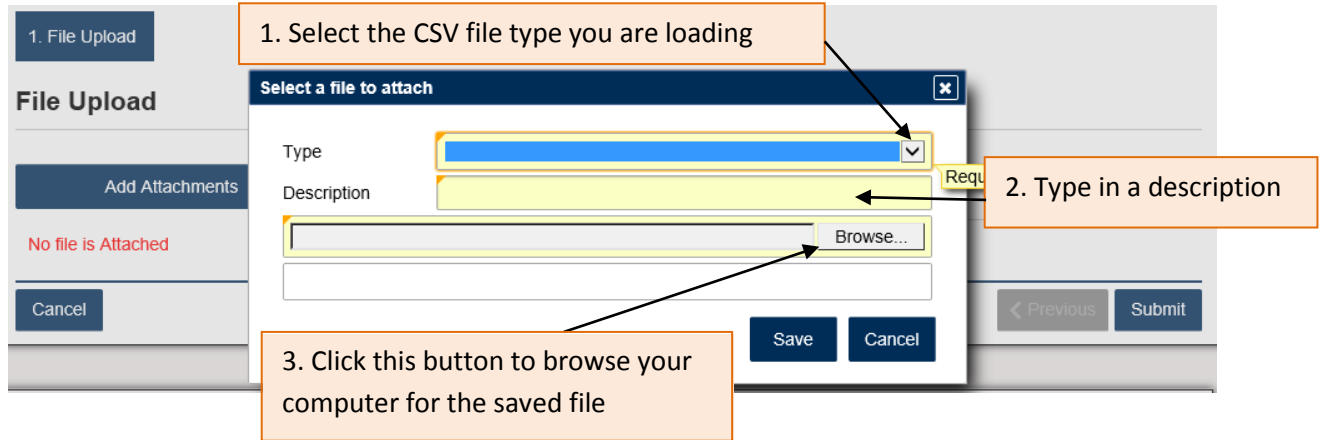 1. File Upload
1. Select the CSV file type you are loading
File Upload
Select a file to attach
Type
Add Attachments
Description
2. Type in a description
No file is Attached
Browse...
Cancel
Previous
Submit
Save
Cancel
3. Click this button to browse your
computer for the saved file